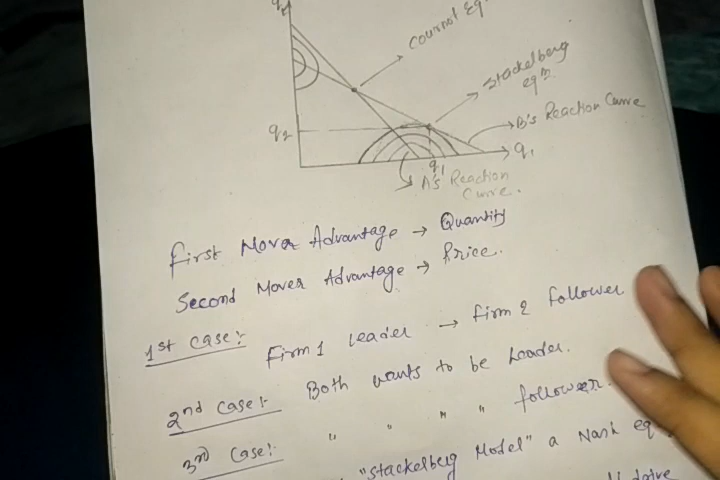 Cournot Eq
Stackelberg
eqn.
B's Reaction Curve
q2
q1
q1
A's Reaction
Curve.
First Mover Advantage → Quantity
Second Mover Advantage → Price.
1st Case:- Firm 1 leader → firm 2 follower
2nd Case:- Both wants to be Leader.
3rd Case:- " " " " follower.
"Stackelberg Model" a Nash eq